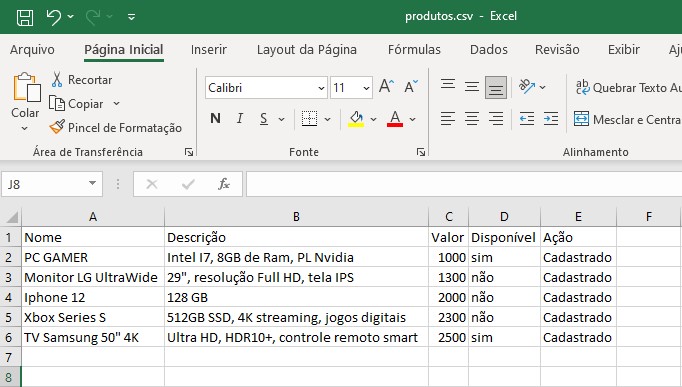 produtos.csv - Excel
Arquivo Página Inicial Inserir Layout da Página Fórmulas Dados Revisão Exibir
Colar
Recortar
Copiar
Pincel de Formatação
Área de Transferência
Calibri 11 A A
N I S A
Fonte
ab Quebrar Texto
Mesclar e Centra
Alinhamento
J8 fx
A B C D E F
1 Nome Descrição Valor Disponível Ação
2 PC GAMER Intel I7, 8GB de Ram, PL Nvidia 1000 sim Cadastrado
3 Monitor LG UltraWide 29", resolução Full HD, tela IPS 1300 não Cadastrado
4 Iphone 12 128 GB 2000 não Cadastrado
5 Xbox Series S 512GB SSD, 4K streaming, jogos digitais 2300 não Cadastrado
6 TV Samsung 50" 4K Ultra HD, HDR10+, controle remoto smart 2500 sim Cadastrado
7
8